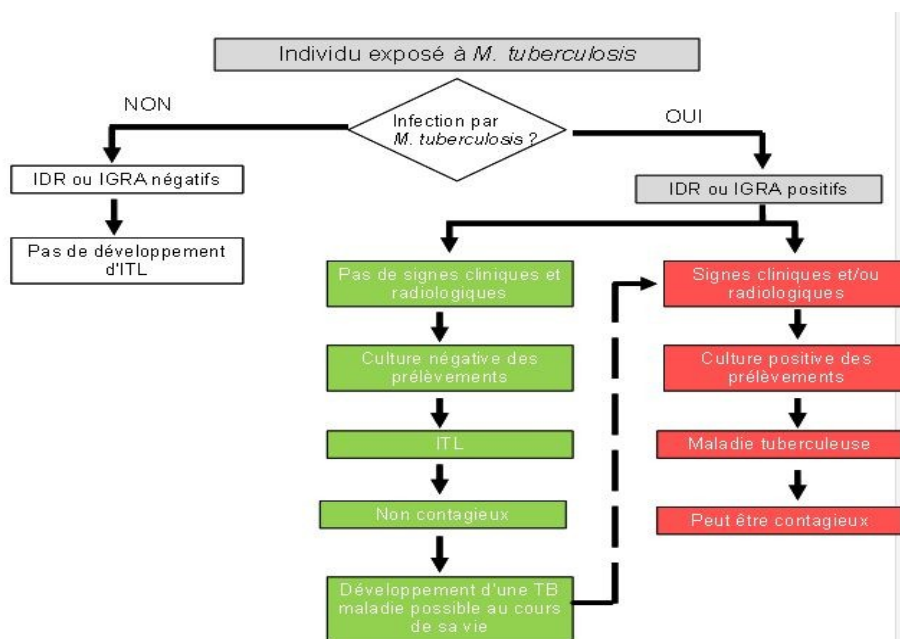 Individu exposé à M. tuberculosis
NON
Infection par
M. tuberculosis ?
OUI
IDR ou IGRA négatifs
IDR ou IGRA positifs
Pas de développement
d'ITL
Pas de signes cliniques et
radiologiques
Signes cliniques et/ou
radiologiques
Culture négative des
prélèvements
Culture positive des
prélèvements
ITL
Maladie tuberculeuse
Non contagieux
Peut être contagieux
Développement d'une TB
maladie possible au cours
de sa vie